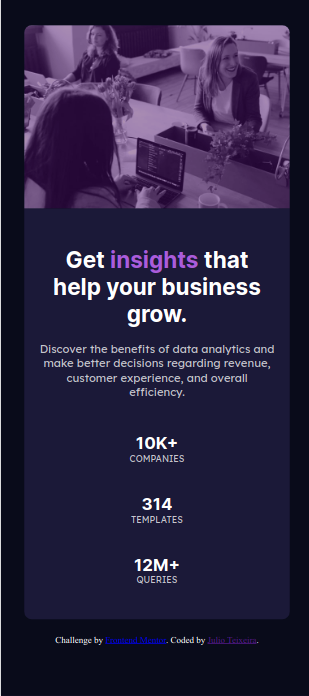 Get insights that
help your business
grow.
Discover the benefits of data analytics and
make better decisions regarding revenue,
customer experience, and overall
efficiency.
10K+
COMPANIES
314
TEMPLATES
12M+
QUERIES
Challenge by Frontend Mentor. Coded by Julio Teixeira.